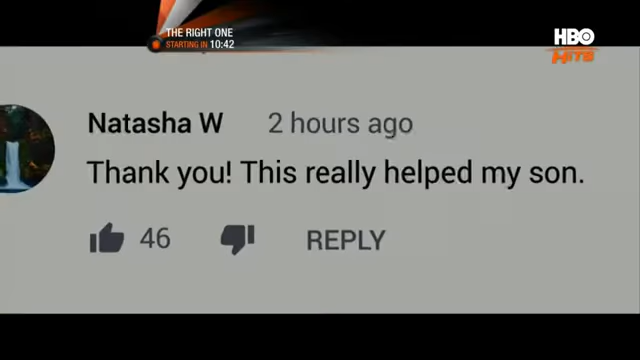 THE RIGHT ONE
STARTING IN 10:42
HBO
HITS
Natasha W 2 hours ago
Thank you! This really helped my son.
46 REPLY